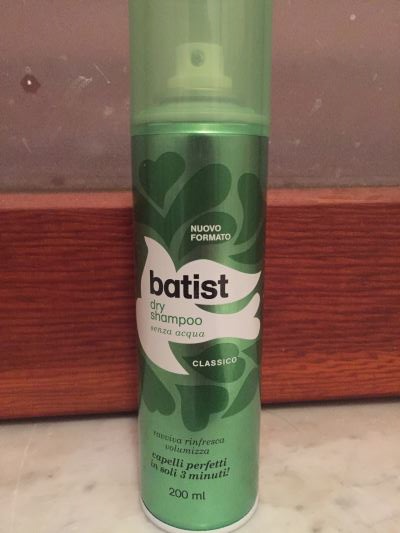 NUOVO
FORMATO
batist
dry
shampoo
senza acqua
CLASSICO
ravviva rinfresca
volumizza
capelli perfetti
in soli 3 minuti!
200 ml